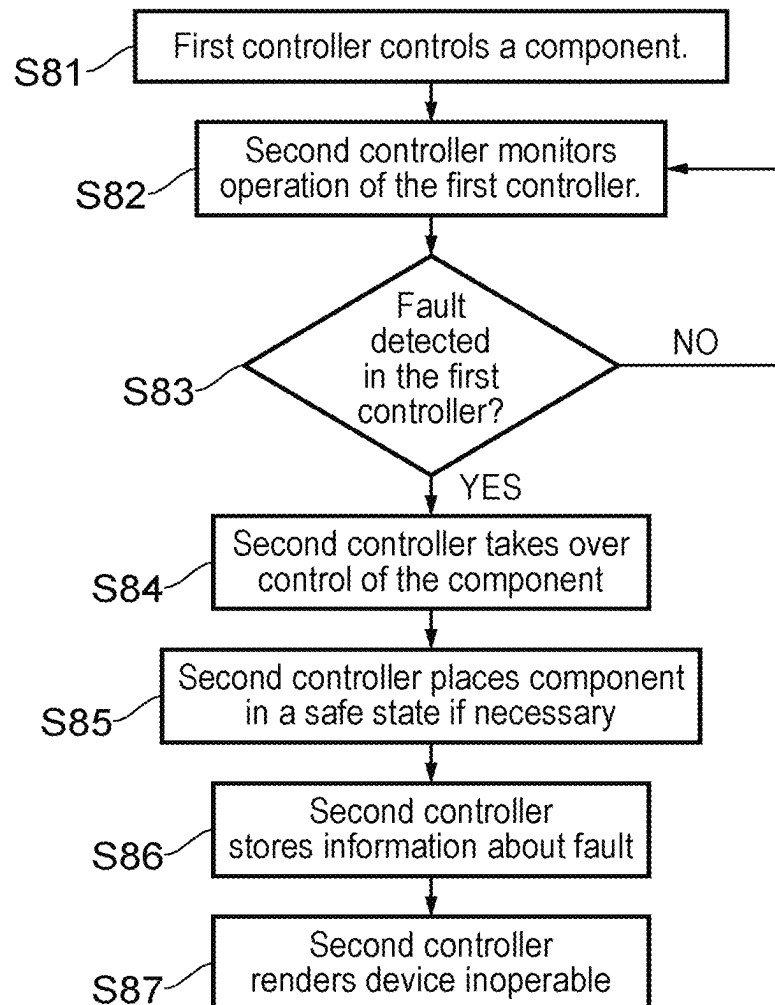 S81
First controller controls a component.
S82
Second controller monitors
operation of the first controller.
S83
Fault
detected
in the first
controller?
NO
YES
S84
Second controller takes over
control of the component
S85
Second controller places component
in a safe state if necessary
S86
Second controller
stores information about fault
S87
Second controller
renders device inoperable